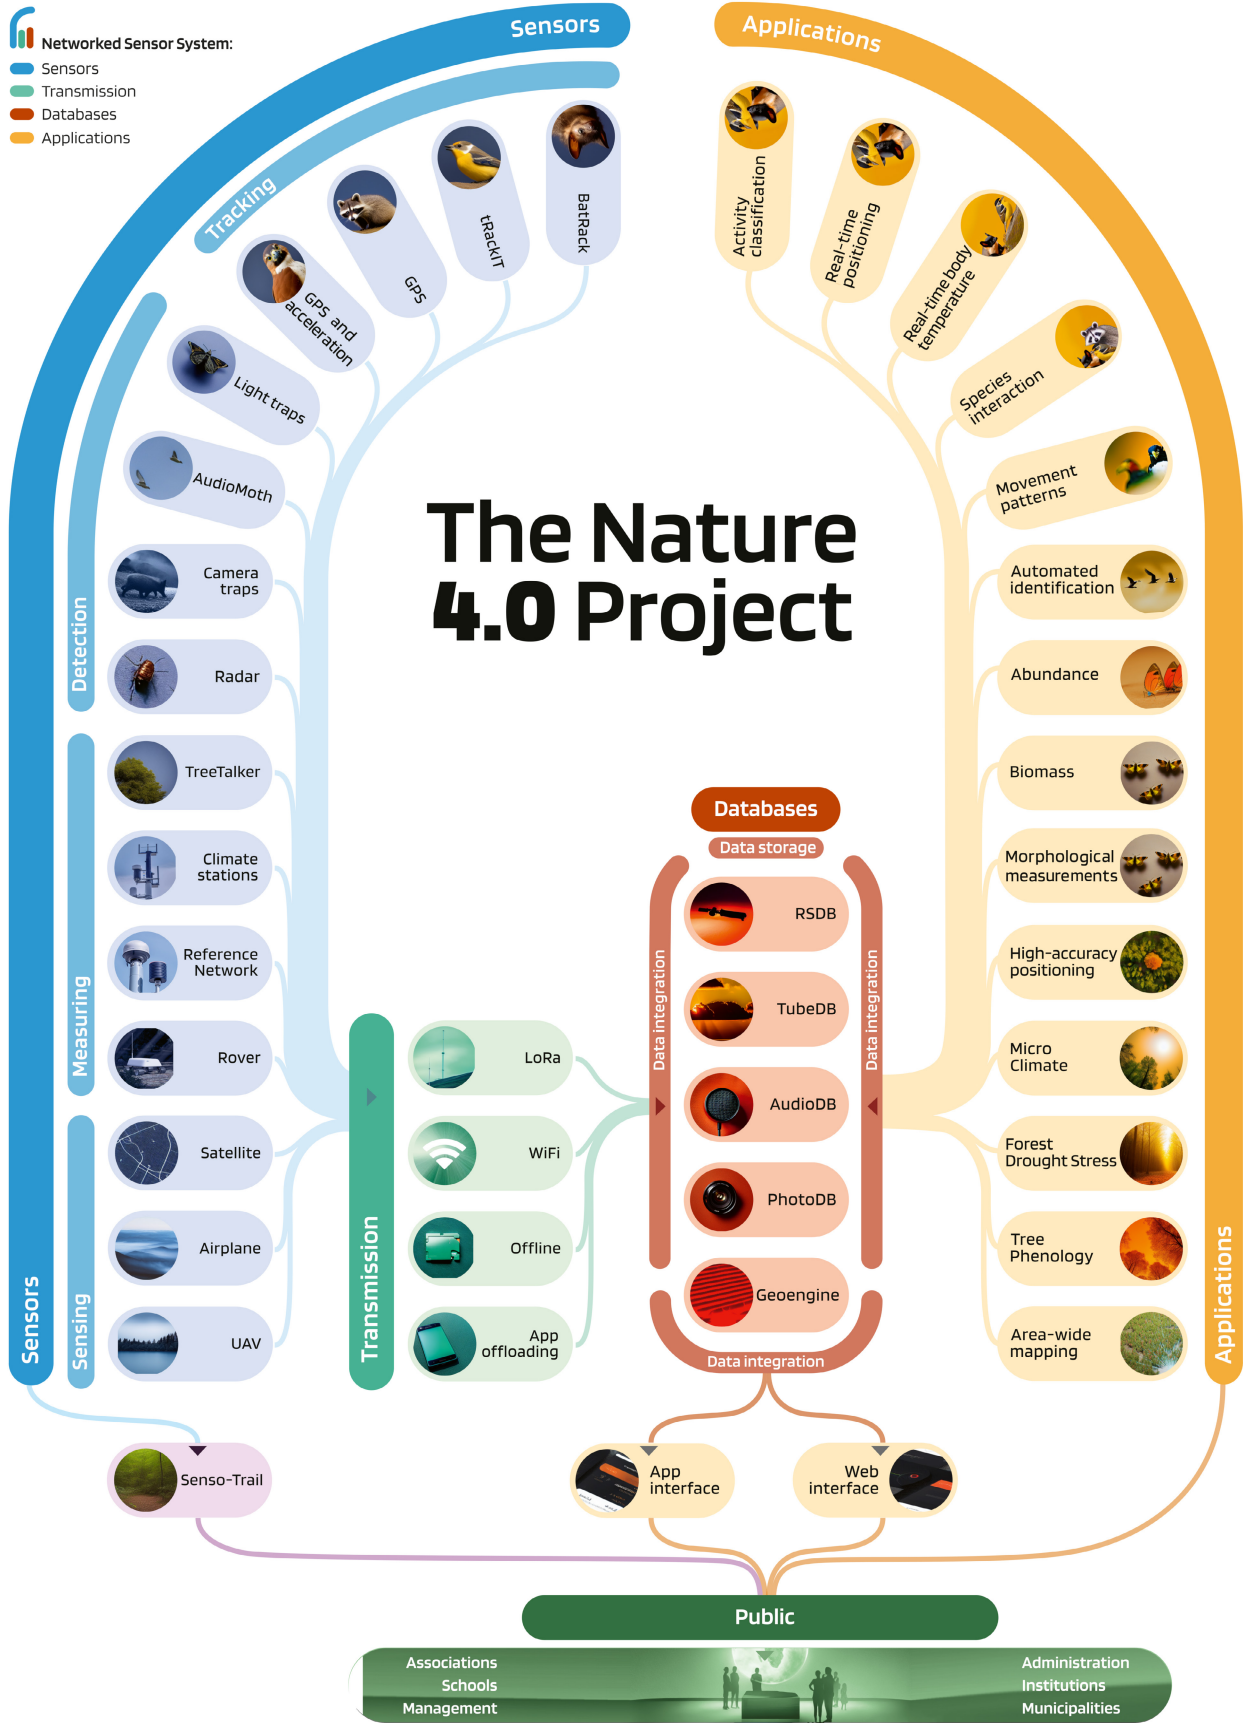 Networked Sensor System:
Sensors
Transmission
Databases
Applications
Sensors
Applications
Tracking
Detection
Measuring
Sensing
Sensors
BatRack
tRackIT
GPS
GPS and
acceleration
Light traps
AudioMoth
Camera
traps
Radar
TreeTalker
Climate
stations
Reference
Network
Rover
Satellite
Airplane
UAV
Senso-Trail
The Nature
4.0 Project
Transmission
LoRa
WiFi
Offline
App
offloading
Databases
Data storage
Data integration
Data integration
RSDB
TubeDB
AudioDB
PhotoDB
Geoengine
Data integration
App
interface
Web
interface
Activity
classification
Real-time
positioning
Real-time body
temperature
Species
interaction
Movement
patterns
Automated
identification
Abundance
Biomass
Morphological
measurements
High-accuracy
positioning
Micro
Climate
Forest
Drought Stress
Tree
Phenology
Area-wide
mapping
Applications
Public
Associations
Schools
Management
Administration
Institutions
Municipalities